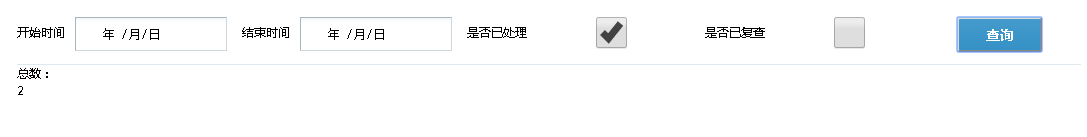 开始时间 年 /月/日 结束时间 年 /月/日 是否已处理 是否已复查 查询
总数：
2